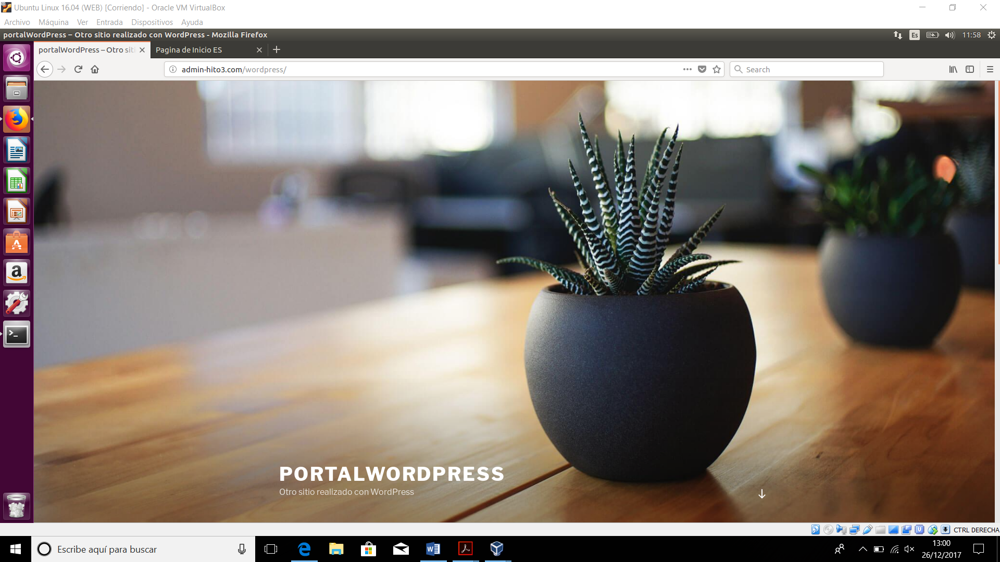 Ubuntu Linux 16.04 (WEB) [Corriendo] - Oracle VM VirtualBox
Archivo Máquina Ver Entrada Dispositivos Ayuda
portalWordPress – Otro sitio realizado con WordPress - Mozilla Firefox
Es 11:58
portalWordPress – Otro siti
Pagina de Inicio ES
admin-hito3.com/wordpress/
Search
PORTALWORDPRESS
Otro sitio realizado con WordPress
CTRL DERECHA
Escribe aquí para buscar
13:00
26/12/2017